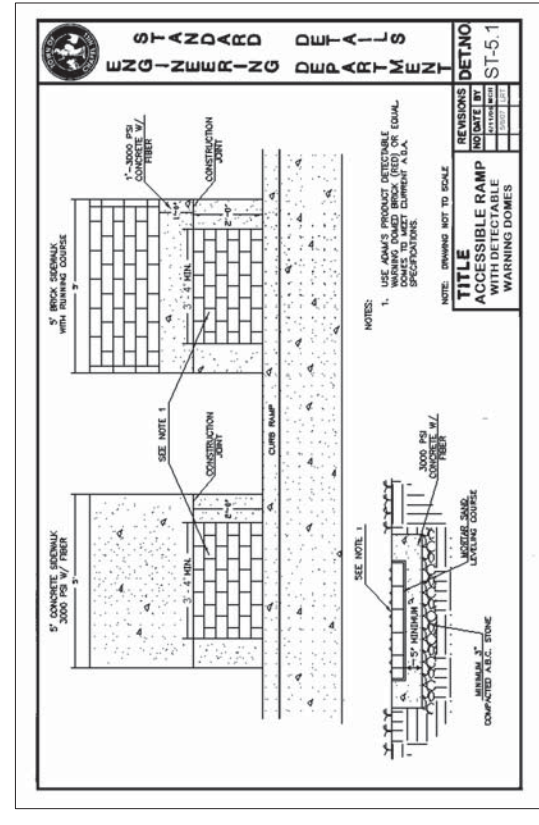 TOWN OF
CHAPEL HILL
STANDARD DETAILS
ENGINEERING DEPARTMENT
5' CONCRETE SIDEWALK
3000 PSI W/ FIBER
5'
5' BRICK SIDEWALK
WITH RUNNING COURSE
5'
1'-3000 PSI
CONCRETE W/
FIBER
CONSTRUCTION
JOINT
SEE NOTE 1
CONSTRUCTION
JOINT
3' 4" MIN.
2'-0"
3' 4" MIN.
2'-0"
CURB RAMP
NOTES:
1. USE ADAM'S PRODUCT DETECTABLE
WARNING DOMED BRICK (RED) OR EQUAL.
DOMES TO MEET CURRENT A.D.A.
SPECIFICATIONS.
SEE NOTE 1
3000 PSI
CONCRETE W/
FIBER
5" MINIMUM
MORTAR SAND
LEVELING COURSE
MINIMUM 3"
COMPACTED A.B.C. STONE
NOTE: DRAWING NOT TO SCALE
TITLE
ACCESSIBLE RAMP
WITH DETECTABLE
WARNING DOMES
REVISIONS
NO DATE BY
DET.NO.
ST-5.1